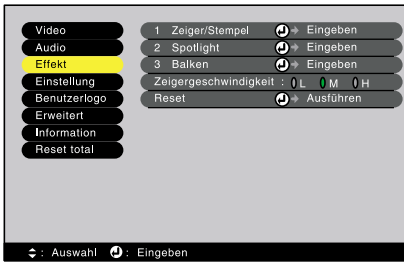 Video
Audio
Effekt
Einstellung
Benutzerlogo
Erweitert
Information
Reset total
1 Zeiger/Stempel Eingeben
2 Spotlight Eingeben
3 Balken Eingeben
Zeigergeschwindigkeit : L M H
Reset Ausführen
: Auswahl : Eingeben